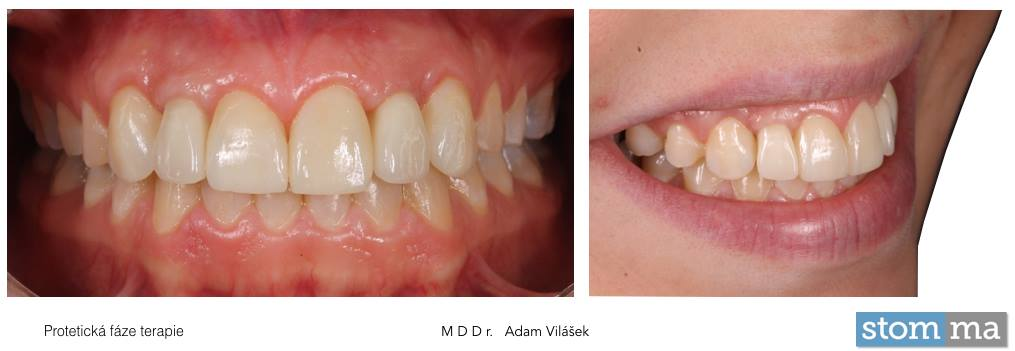 Protetická fáze terapie
M D D r. Adam Vilášek
stom ma